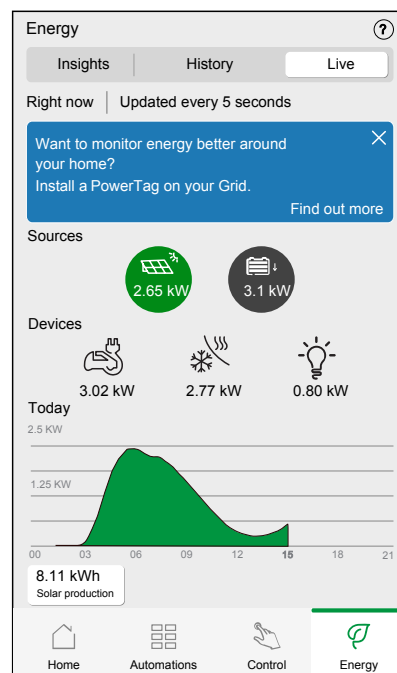 Energy ?
Insights History Live
Right now Updated every 5 seconds
Want to monitor energy better around
your home?
Install a PowerTag on your Grid.
Find out more
Sources
2.65 kW 3.1 kW
Devices
3.02 kW 2.77 kW 0.80 kW
Today
2.5 KW
1.25 KW
00 03 06 09 12 15 18 21
8.11 kWh
Solar production
Home Automations Control Energy